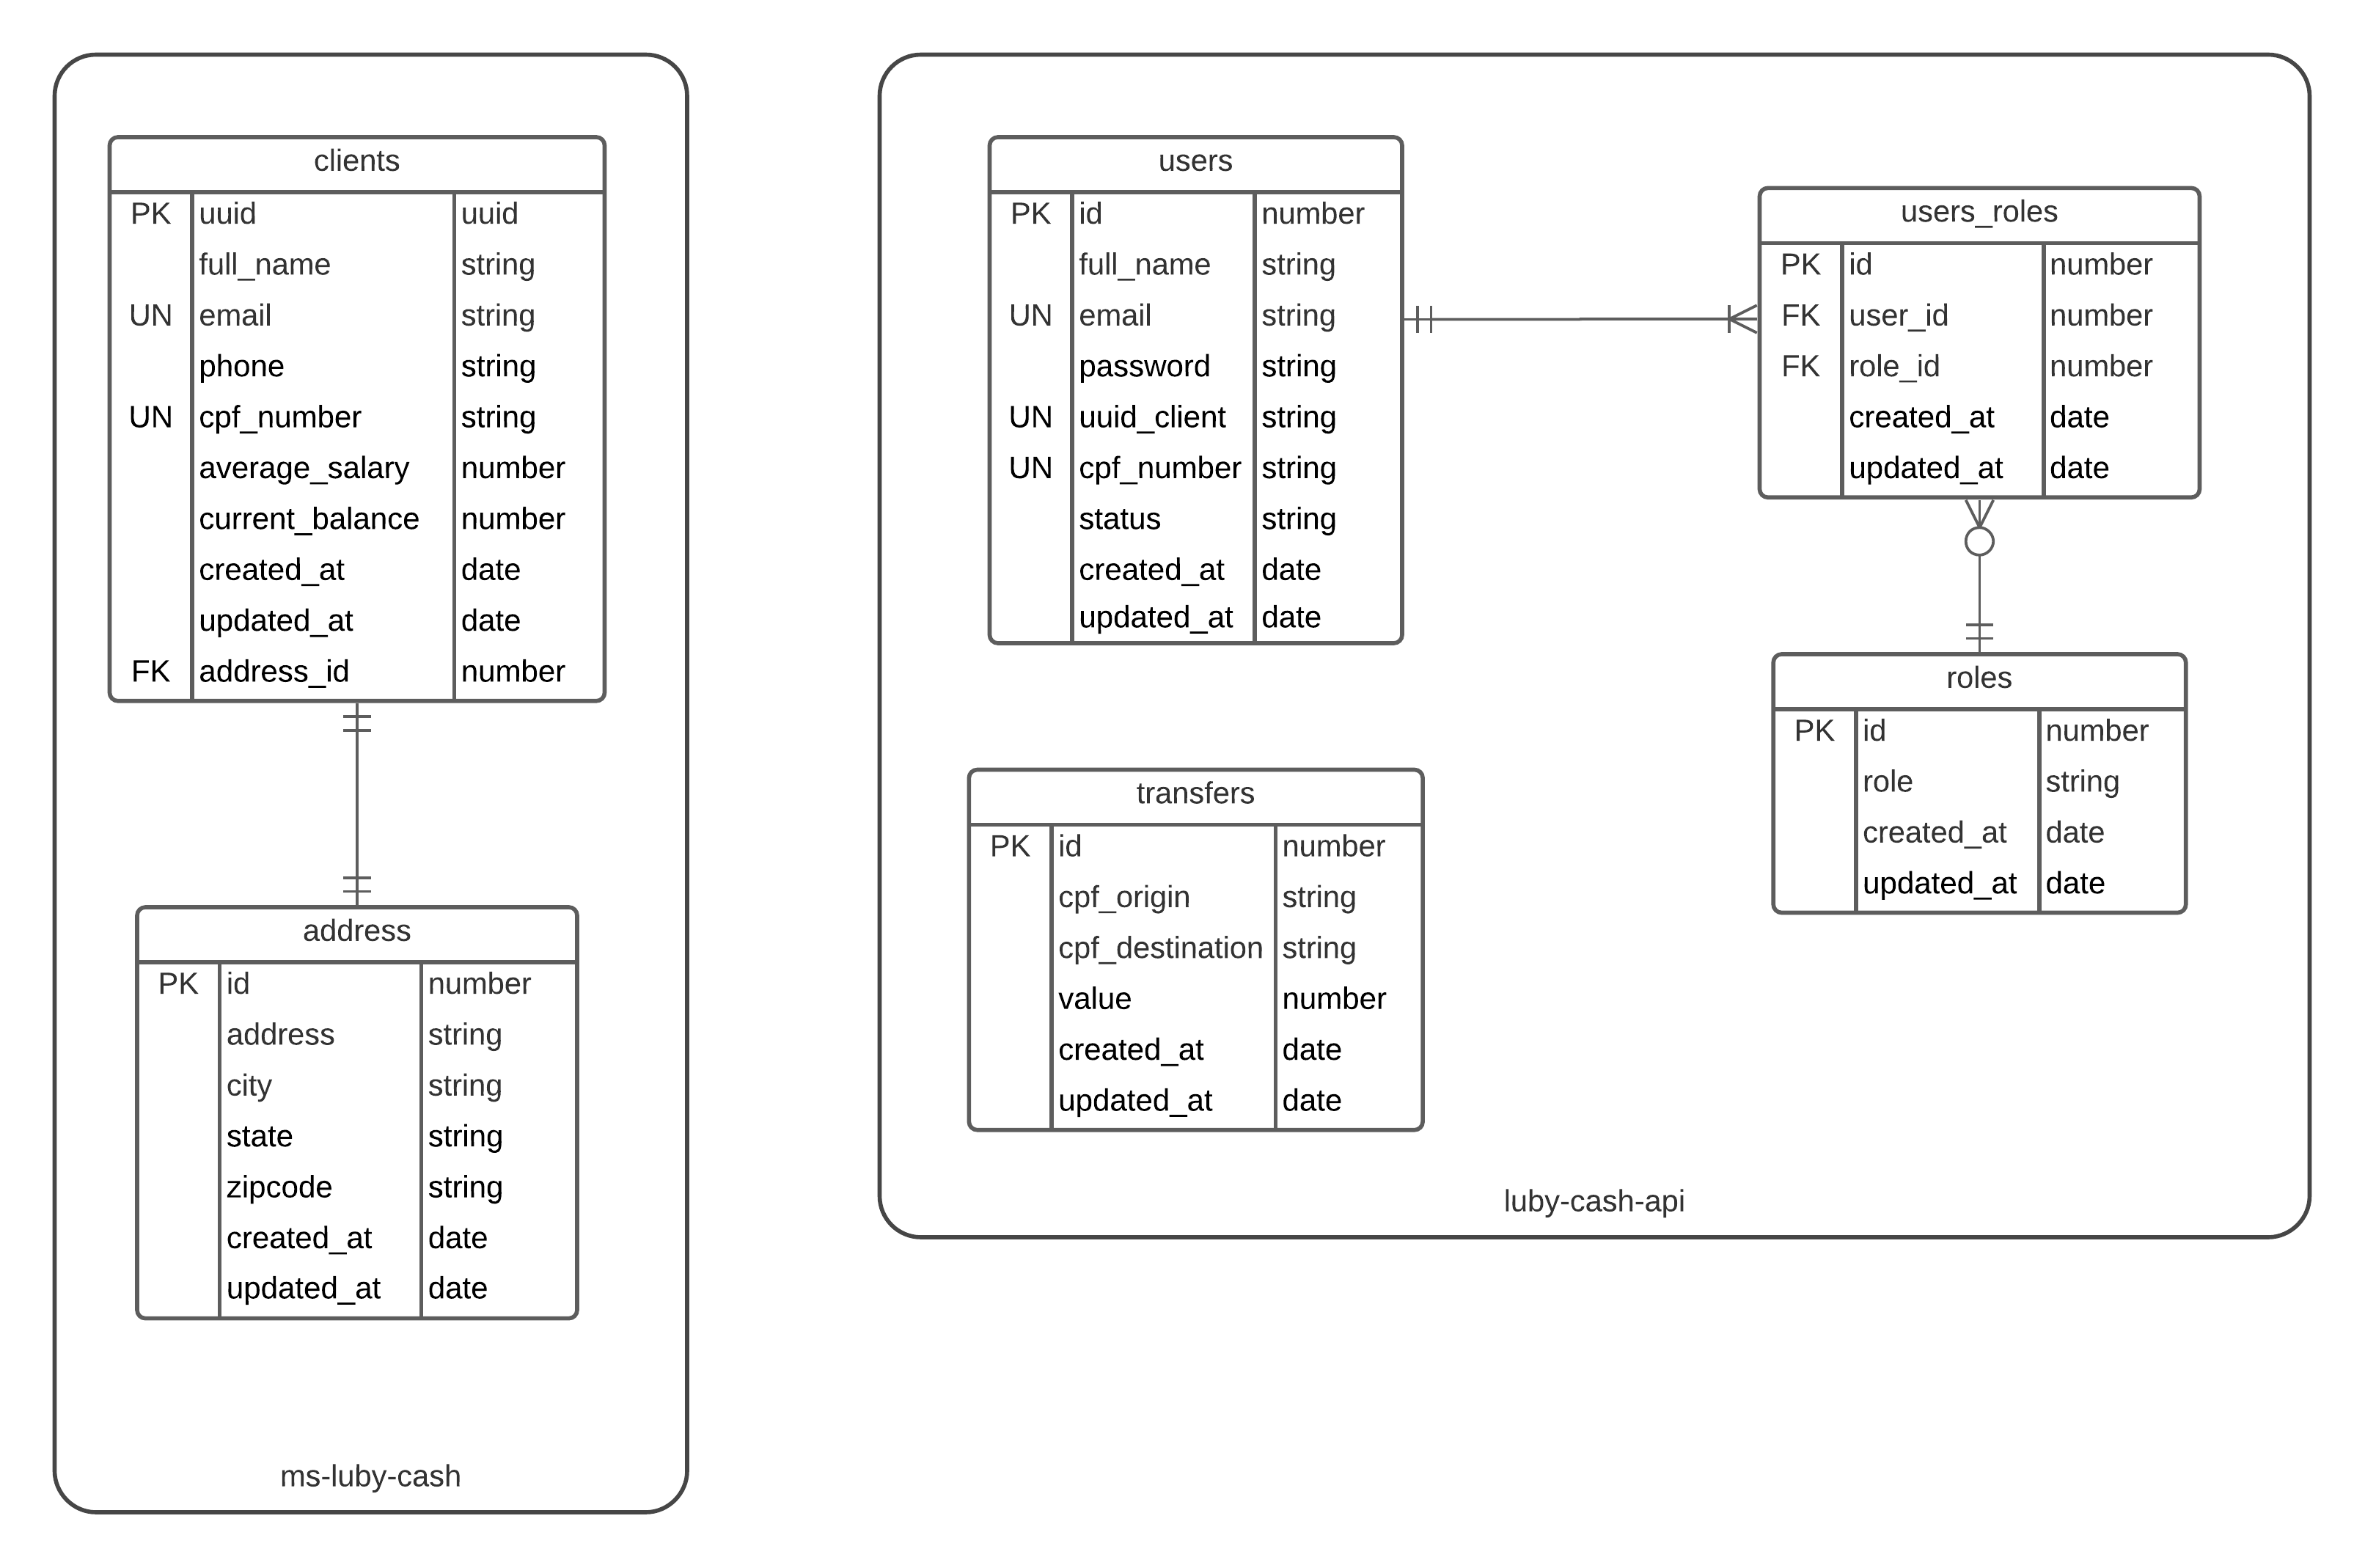 clients
PK uuid uuid
full_name string
UN email string
phone string
UN cpf_number string
average_salary number
current_balance number
created_at date
updated_at date
FK address_id number
address
PK id number
address string
city string
state string
zipcode string
created_at date
updated_at date
ms-luby-cash
users
PK id number
full_name string
UN email string
password string
UN uuid_client string
UN cpf_number string
status string
created_at date
updated_at date
users_roles
PK id number
FK user_id number
FK role_id number
created_at date
updated_at date
roles
PK id number
role string
created_at date
updated_at date
transfers
PK id number
cpf_origin string
cpf_destination string
value number
created_at date
updated_at date
luby-cash-api